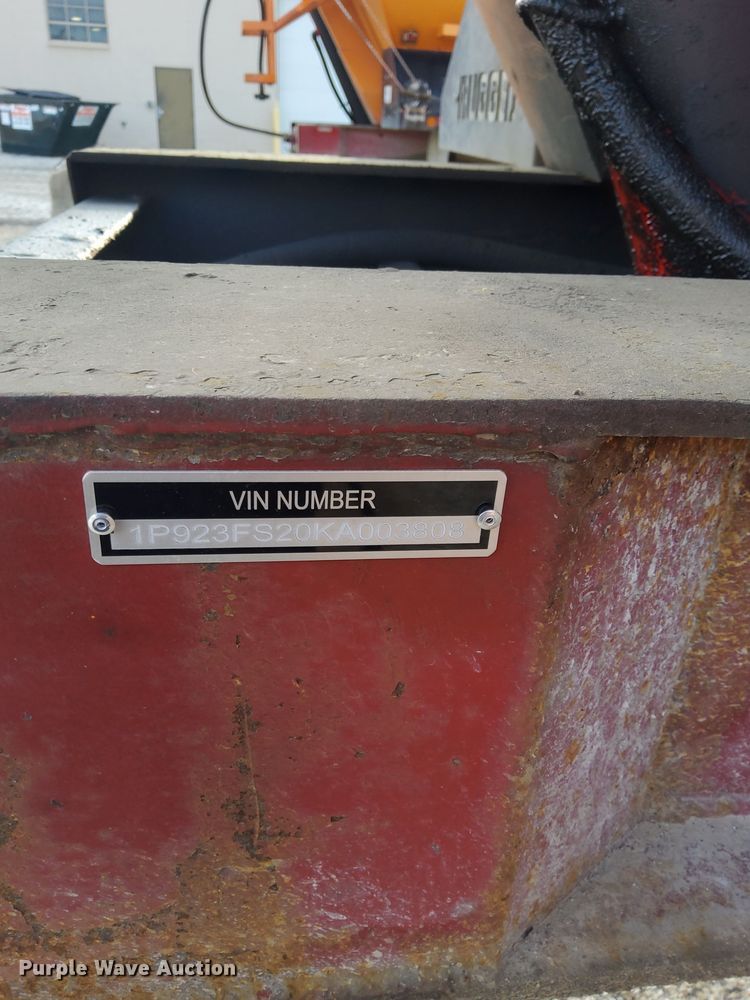 VIN NUMBER
1P923FS20KA003808
Purple Wave Auction